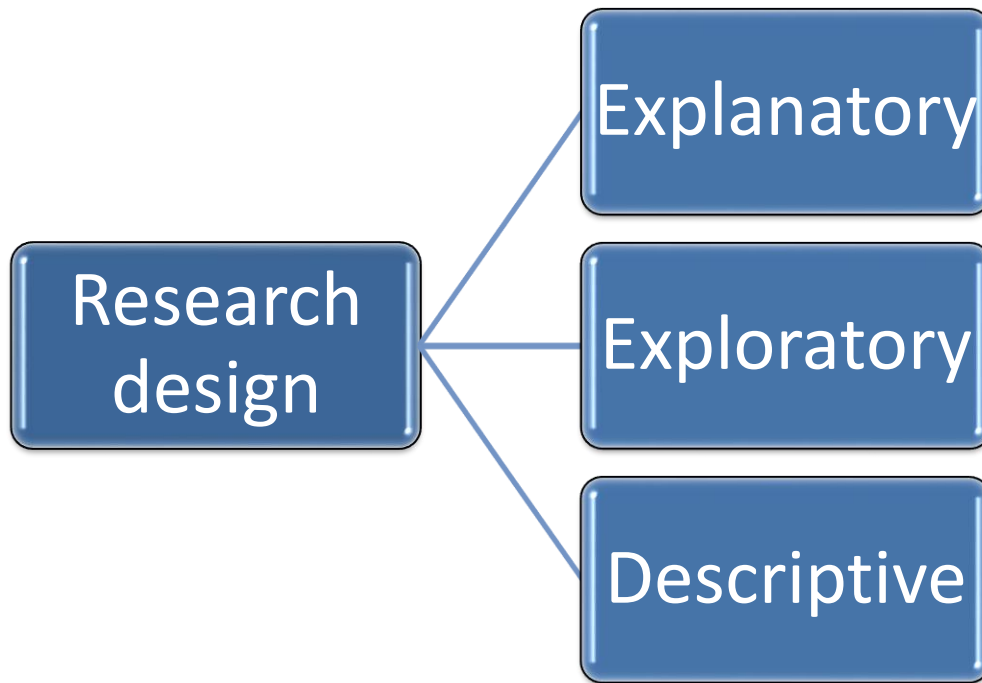 Research
design
Explanatory
Exploratory
Descriptive